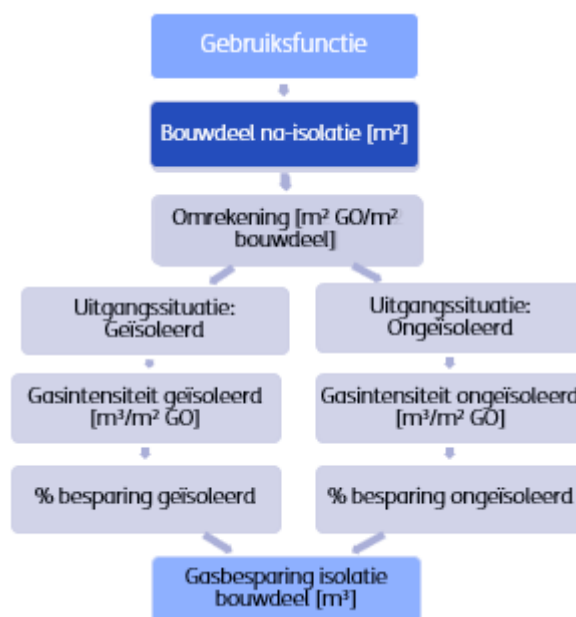 Gebruiksfunctie
Bouwdeel na-isolatie [m²]
Omrekening [m² GO/m²
bouwdeel]
Uitgangssituatie:
Geïsoleerd
Uitgangssituatie:
Ongeïsoleerd
Gasintensiteit geïsoleerd
[m³/m² GO]
Gasintensiteit ongeïsoleerd
[m³/m² GO]
% besparing geïsoleerd
% besparing ongeïsoleerd
Gasbesparing isolatie
bouwdeel [m³]